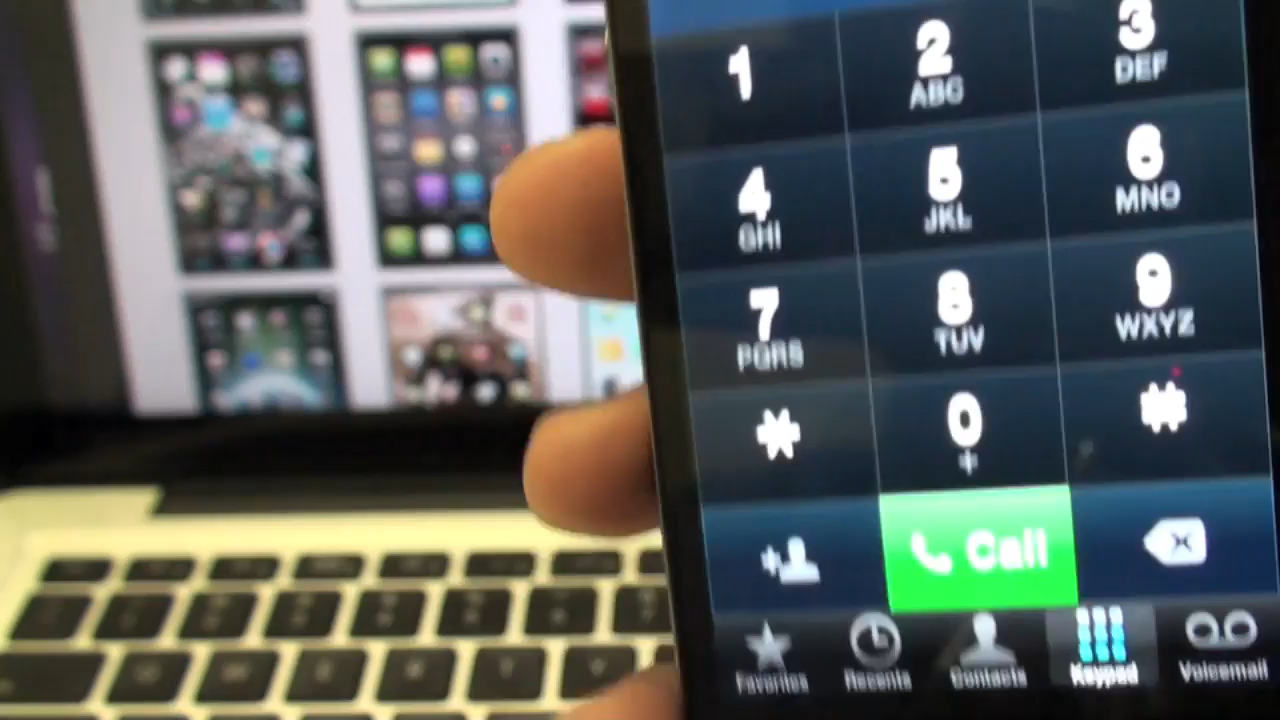 1 2 3
ABC DEF
4 5 6
GHI JKL MNO
7 8 9
PQRS TUV WXYZ
* 0 #
+
Call
Favorites Recents Contacts Keypad Voicemail